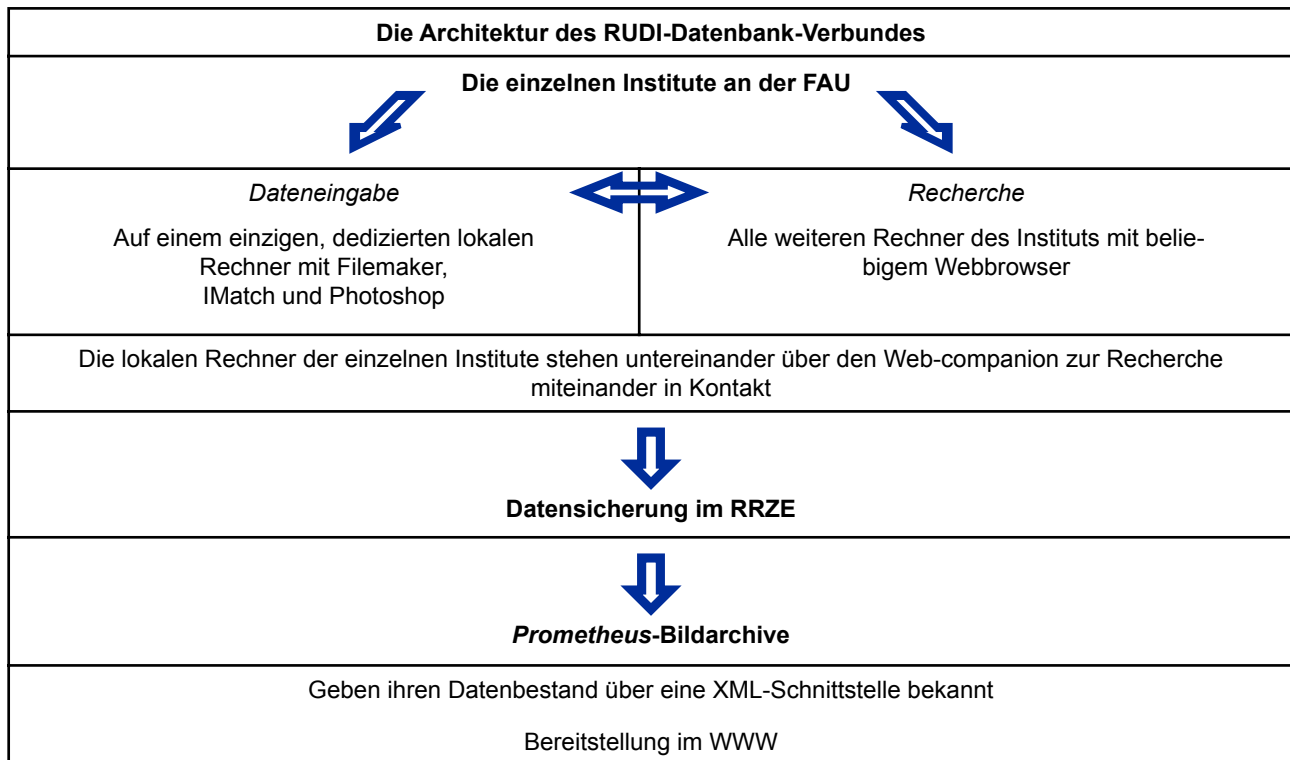 Die Architektur des RUDI-Datenbank-Verbundes
Die einzelnen Institute an der FAU
Dateneingabe
Auf einem einzigen, dedizierten lokalen
Rechner mit Filemaker,
IMatch und Photoshop
Recherche
Alle weiteren Rechner des Instituts mit belie-
bigem Webbrowser
Die lokalen Rechner der einzelnen Institute stehen untereinander über den Web-companion zur Recherche
miteinander in Kontakt
Datensicherung im RRZE
Prometheus-Bildarchive
Geben ihren Datenbestand über eine XML-Schnittstelle bekannt
Bereitstellung im WWW